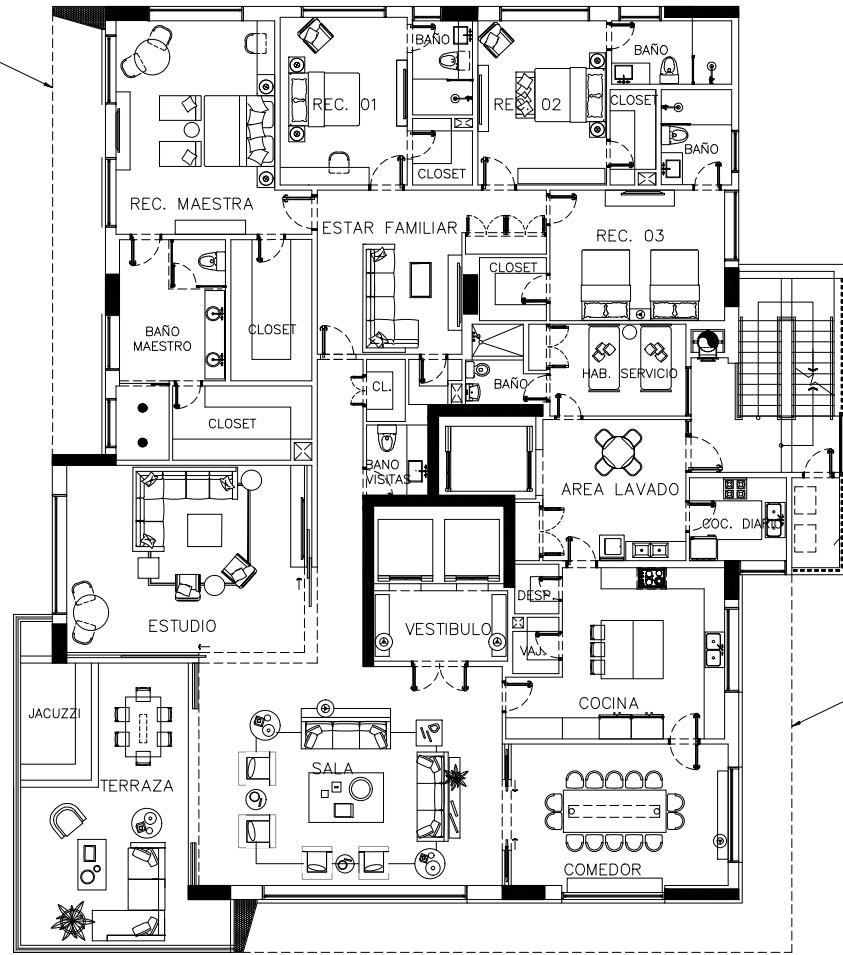 BAÑO
BAÑO
REC. 01
REC. 02
CLOSET
BAÑO
CLOSET
REC. MAESTRA
ESTAR FAMILIAR
REC. 03
CLOSET
BAÑO
MAESTRO
CLOSET
HAB. SERVICIO
CL.
BAÑO
CLOSET
BANO
VISITAS
AREA LAVADO
COC. DIARIO
DESP.
ESTUDIO
VESTIBULO
VAJ.
COCINA
JACUZZI
SALA
TERRAZA
COMEDOR